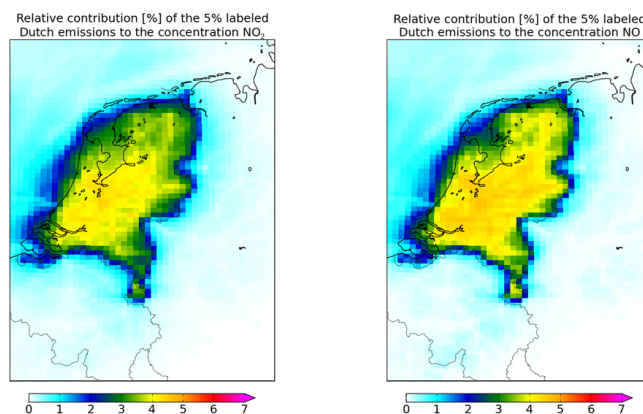 Relative contribution [%] of the 5% labeled
Dutch emissions to the concentration NO₂
0 1 2 3 4 5 6 7
Relative contribution [%] of the 5% labeled
Dutch emissions to the concentration NO
0 1 2 3 4 5 6 7